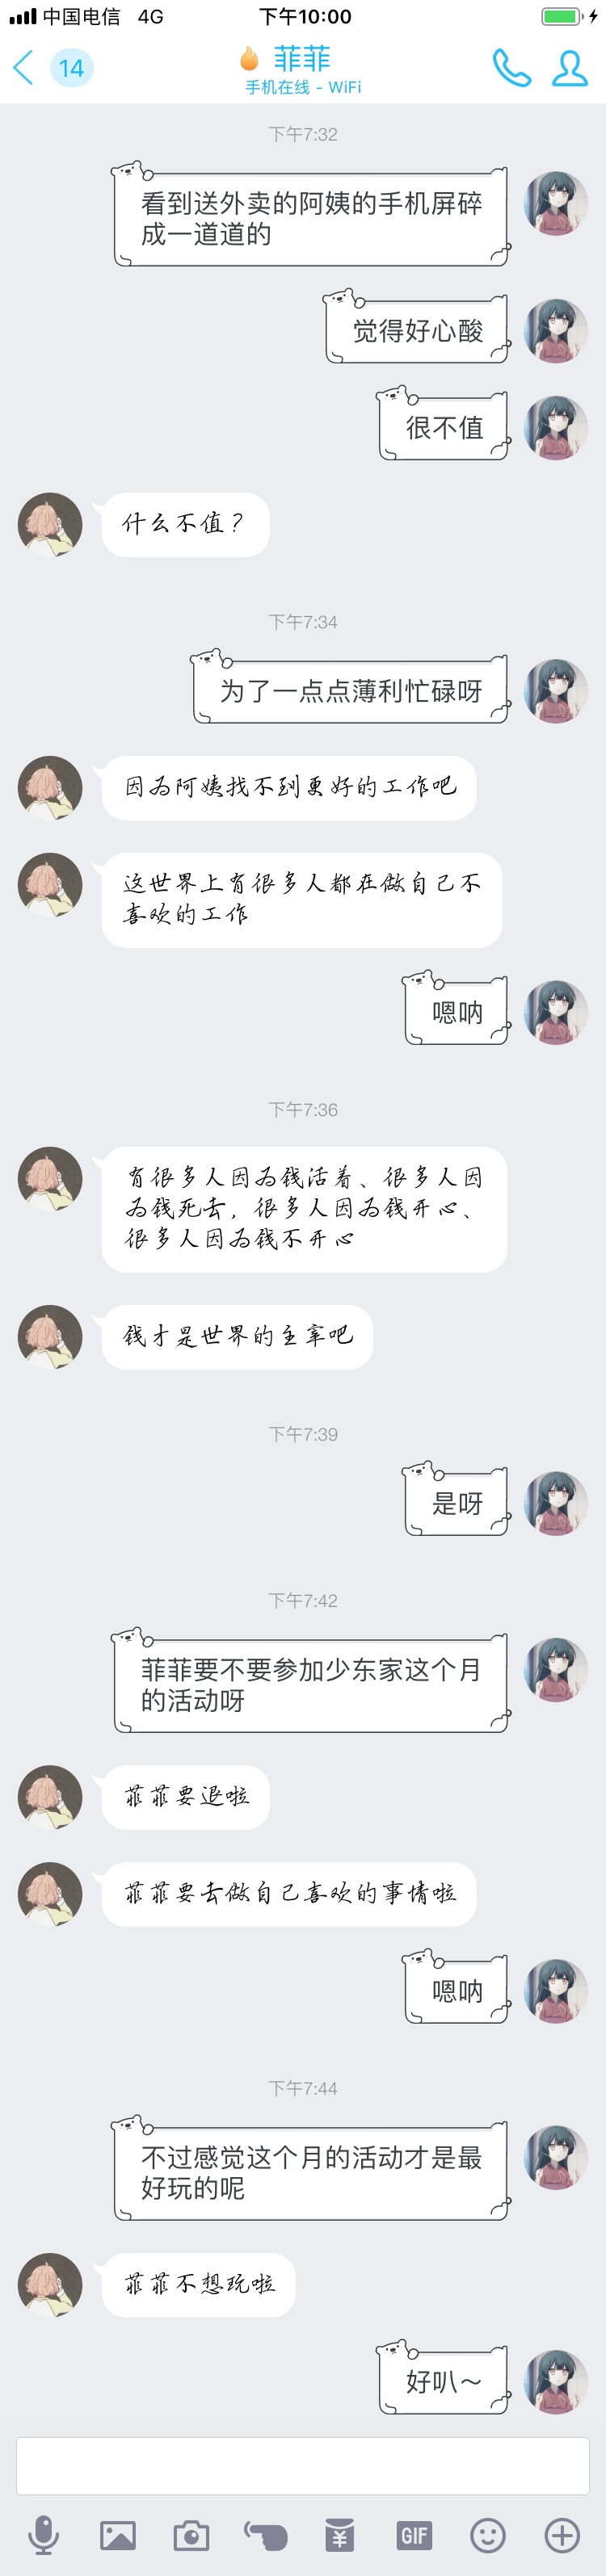 中国电信 4G 下午10:00
14
菲菲
手机在线 - WiFi
下午7:32
看到送外卖的阿姨的手机屏碎
成一道道的
觉得好心酸
很不值
什么不值？
下午7:34
为了一点点薄利忙碌呀
因为阿姨找不到更好的工作吧
这世界上有很多人都在做自己不
喜欢的工作
嗯呐
下午7:36
有很多人因为钱活着、很多人因
为钱死去，很多人因为钱开心、
很多人因为钱不开心
钱才是世界的主宰吧
下午7:39
是呀
下午7:42
菲菲要不要参加少东家这个月
的活动呀
菲菲要退啦
菲菲要去做自己喜欢的事情啦
嗯呐
下午7:44
不过感觉这个月的活动才是最
好玩的呢
菲菲不想玩啦
好叭～
¥
GIF